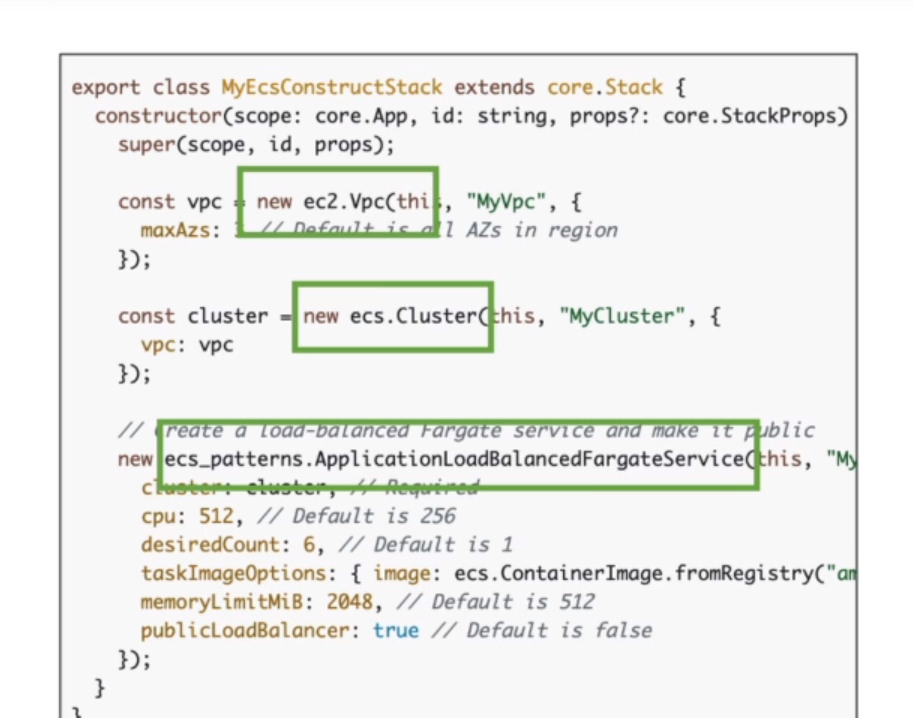 export class MyEcsConstructStack extends core.Stack {
constructor(scope: core.App, id: string, props?: core.StackProps)
super(scope, id, props);
const vpc = new ec2.Vpc(this, "MyVpc", {
maxAzs: 3 // Default is all AZs in region
});
const cluster = new ecs.Cluster(this, "MyCluster", {
vpc: vpc
});
// Create a load-balanced Fargate service and make it public
new ecs_patterns.ApplicationLoadBalancedFargateService(this, "My
cluster: cluster, // Required
cpu: 512, // Default is 256
desiredCount: 6, // Default is 1
taskImageOptions: { image: ecs.ContainerImage.fromRegistry("am
memoryLimitMiB: 2048, // Default is 512
publicLoadBalancer: true // Default is false
});
}
}